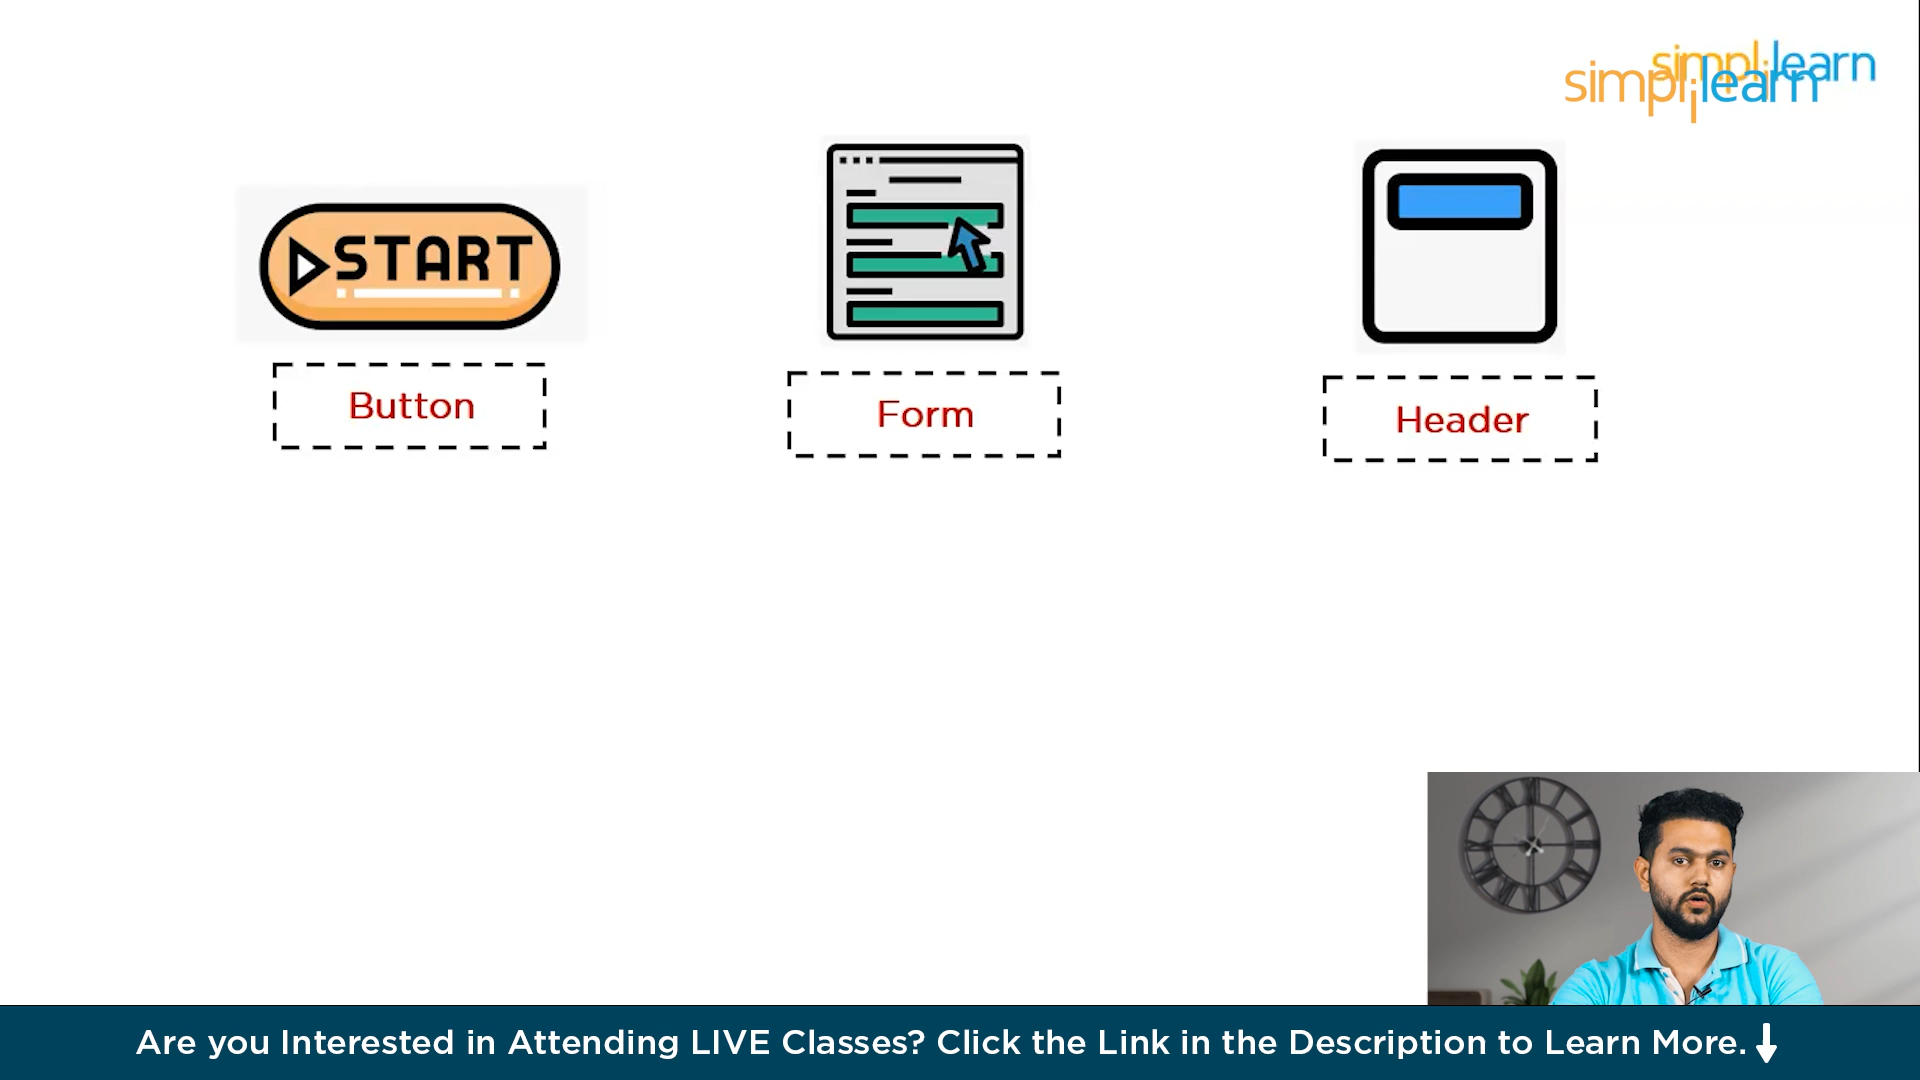 simplilearn
simplilearn
START
Button
Form
Header
Are you Interested in Attending LIVE Classes? Click the Link in the Description to Learn More.